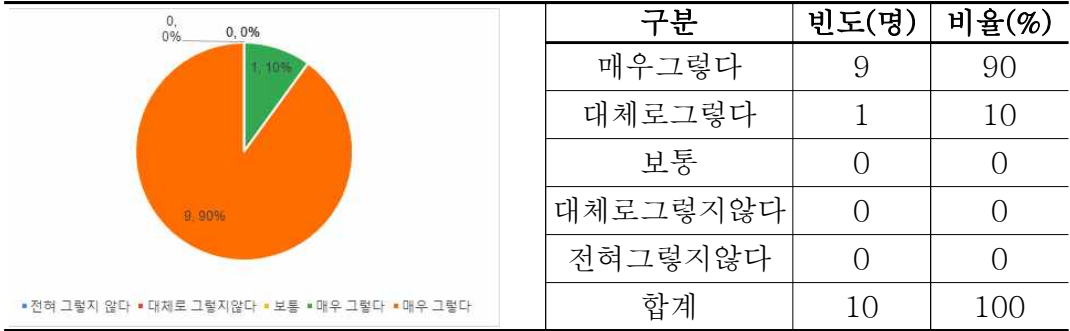 0,
0%
0, 0%
1, 10%
9, 90%
전혀 그렇지 않다 대체로 그렇지않다 보통 매우 그렇다 매우 그렇다
구분 빈도(명) 비율(%)
매우그렇다 9 90
대체로그렇다 1 10
보통 0 0
대체로그렇지않다 0 0
전혀그렇지않다 0 0
합계 10 100